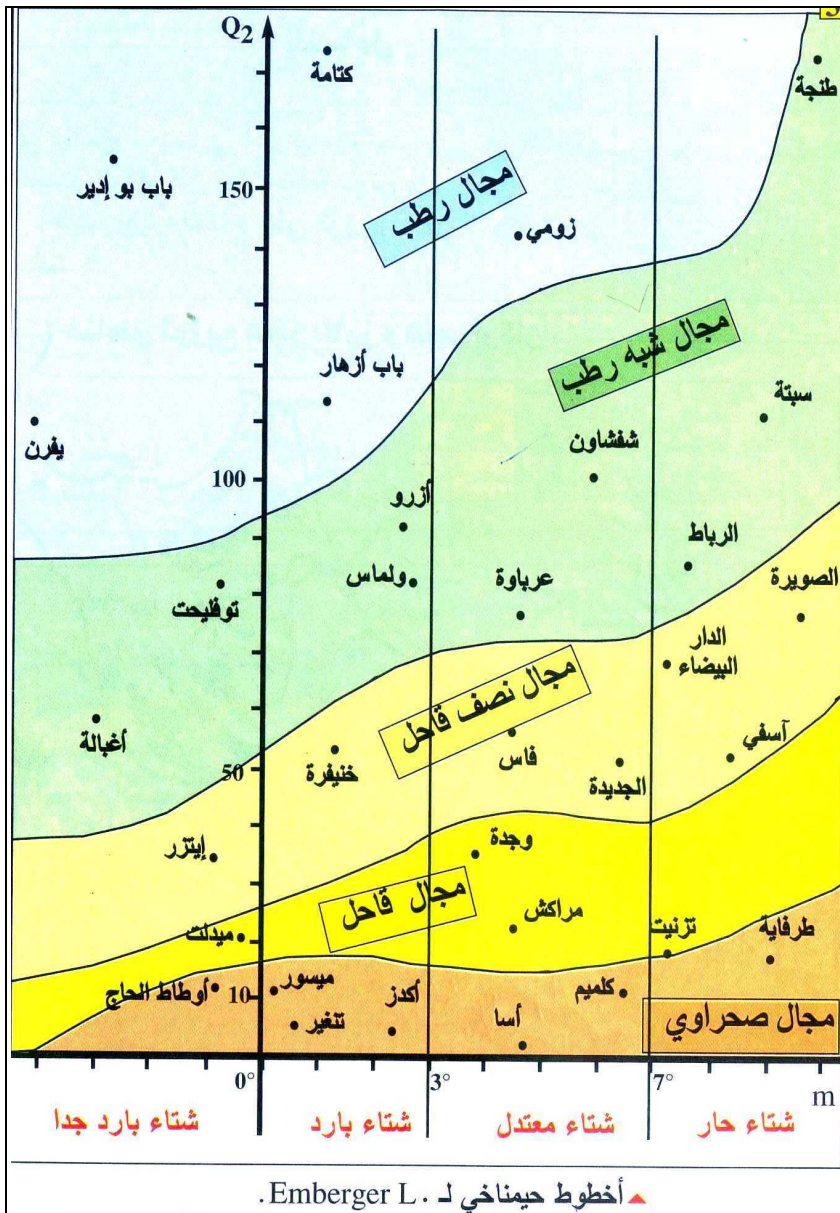 Q2
كتامة
طنجة
150
باب بو إدير
مجال رطب
زومي
مجال شبه رطب
باب أزهار
سبتة
يفرن
شفشاون
100
أزرو
الرباط
ولماس
عرباوة
توفليحت
الصويرة
الدار
البيضاء
مجال نصف قاحل
أغبالة
آسفي
50
خنيفرة
فاس
الجديدة
إيتزر
وجدة
مجال قاحل
مراكش
ميدلت
تزنيت
طرفاية
أوطاط الحاج
10
ميسور
أكدز
كلميم
تنغير
أسا
مجال صحراوي
0°
3°
7°
m
شتاء بارد جدا
شتاء بارد
شتاء معتدل
شتاء حار
أخطوط حيمناخي لـ Emberger L. .